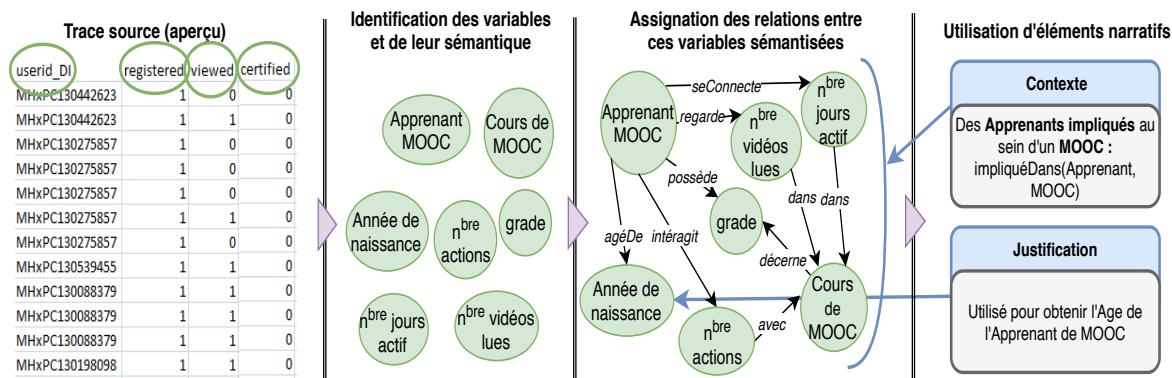 Trace source (aperçu)
userid_DI registered viewed certified
MHxPC130442623 1 0 0
MHxPC130442623 1 1 0
MHxPC130275857 1 0 0
MHxPC130275857 1 0 0
MHxPC130275857 1 0 0
MHxPC130275857 1 1 0
MHxPC130275857 1 0 0
MHxPC130539455 1 1 0
MHxPC130088379 1 1 0
MHxPC130088379 1 1 0
MHxPC130088379 1 1 0
MHxPC130198098 1 1 0
Identification des variables
et de leur sémantique
Apprenant
MOOC
Cours de
MOOC
Année de
naissance
nbre
actions
grade
nbre jours
actif
nbre vidéos
lues
Assignation des relations entre
ces variables sémantisées
Apprenant
MOOC
seConnecte
regarde
nbre
jours
actif
nbre
vidéos
lues
possède
grade
dans
dans
agéDe
intéragit
décerne
Année de
naissance
Cours
de
MOOC
nbre
actions
avec
Utilisation d'éléments narratifs
Contexte
Des Apprenants impliqués au
sein d'un MOOC :
impliquéDans(Apprenant,
MOOC)
Justification
Utilisé pour obtenir l'Age de
l'Apprenant de MOOC